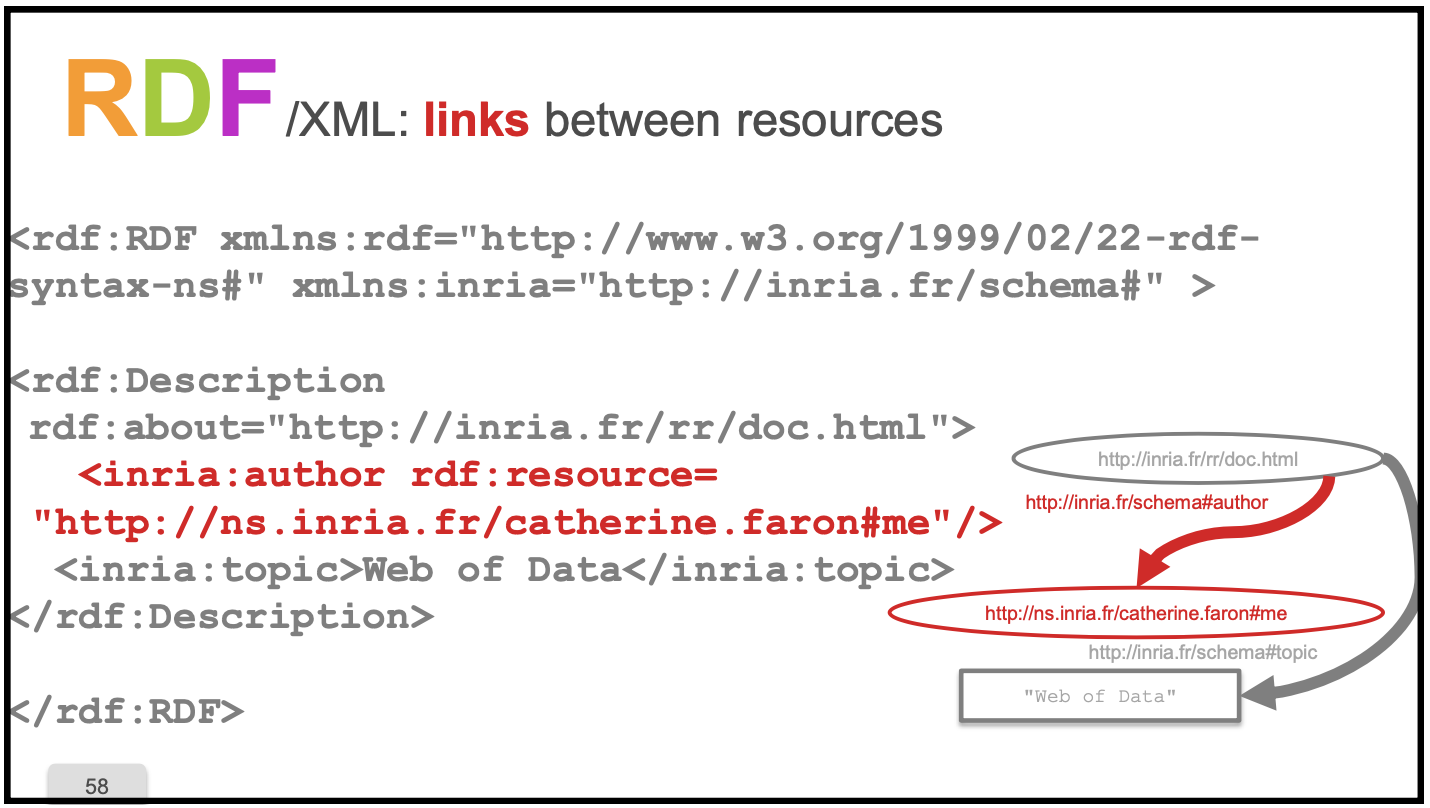 RDF /XML: links between resources
<rdf:RDF xmlns:rdf="http://www.w3.org/1999/02/22-rdf-
syntax-ns#" xmlns:inria="http://inria.fr/schema#" >
<rdf:Description
rdf:about="http://inria.fr/rr/doc.html">
<inria:author rdf:resource=
"http://ns.inria.fr/catherine.faron#me"/>
<inria:topic>Web of Data</inria:topic>
</rdf:Description>
</rdf:RDF>
http://inria.fr/rr/doc.html
http://inria.fr/schema#author
http://ns.inria.fr/catherine.faron#me
http://inria.fr/schema#topic
"Web of Data"
58